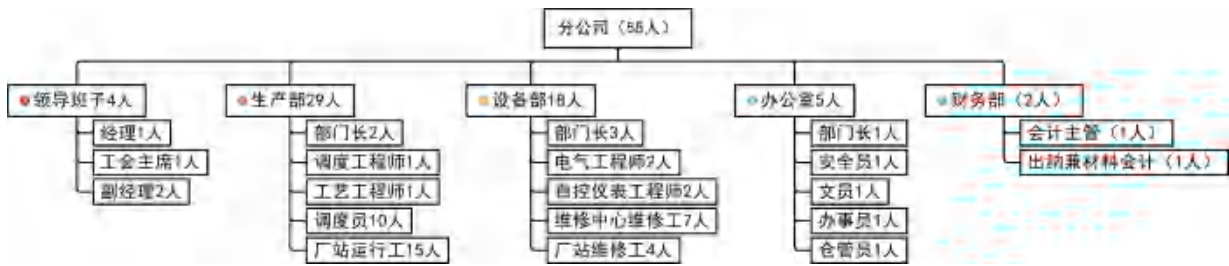 分公司（58人）
领导班子4人
经理1人
工会主席1人
副经理2人
生产部29人
部门长2人
调度工程师1人
工艺工程师1人
调度员10人
厂站运行工15人
设备部18人
部门长3人
电气工程师2人
自控仪表工程师2人
维修中心维修工7人
厂站维修工4人
办公室5人
部门长1人
安全员1人
文员1人
办事员1人
仓管员1人
财务部（2人）
会计主管（1人）
出纳兼材料会计（1人）